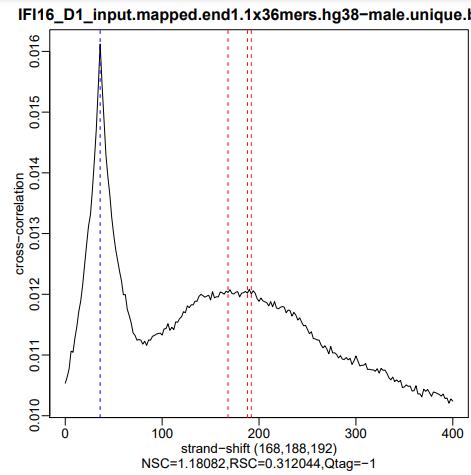 IFI16_D1_input.mapped.end1.1x36mers.hg38−male.unique.b
cross−correlation
0.016
0.015
0.014
0.013
0.012
0.011
0.010
0 100 200 300 400
strand−shift (168,188,192)
NSC=1.18082,RSC=0.312044,Qtag=−1